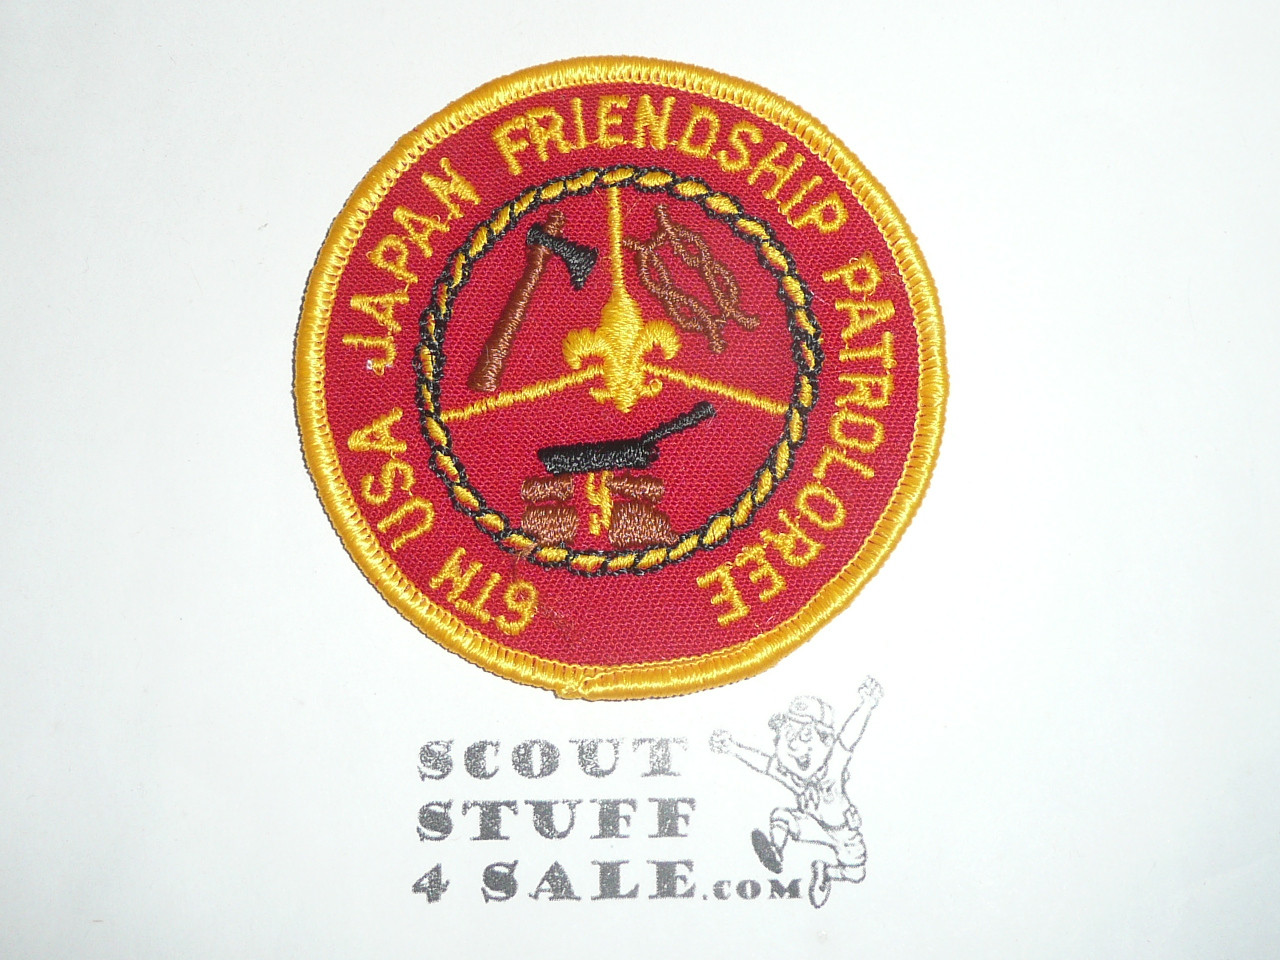 6TH USA JAPAN FRIENDSHIP PATROLOREE
SCOUT
STUFF
4 SALE.COM